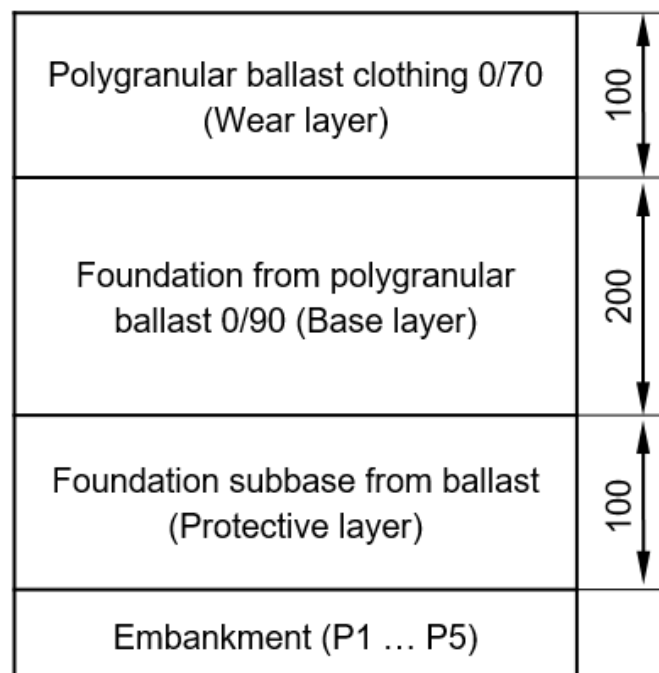 Polygranular ballast clothing 0/70
(Wear layer)
100
Foundation from polygranular
ballast 0/90 (Base layer)
200
Foundation subbase from ballast
(Protective layer)
100
Embankment (P1 … P5)